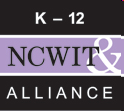 K – 12
NCWIT &
ALLIANCE